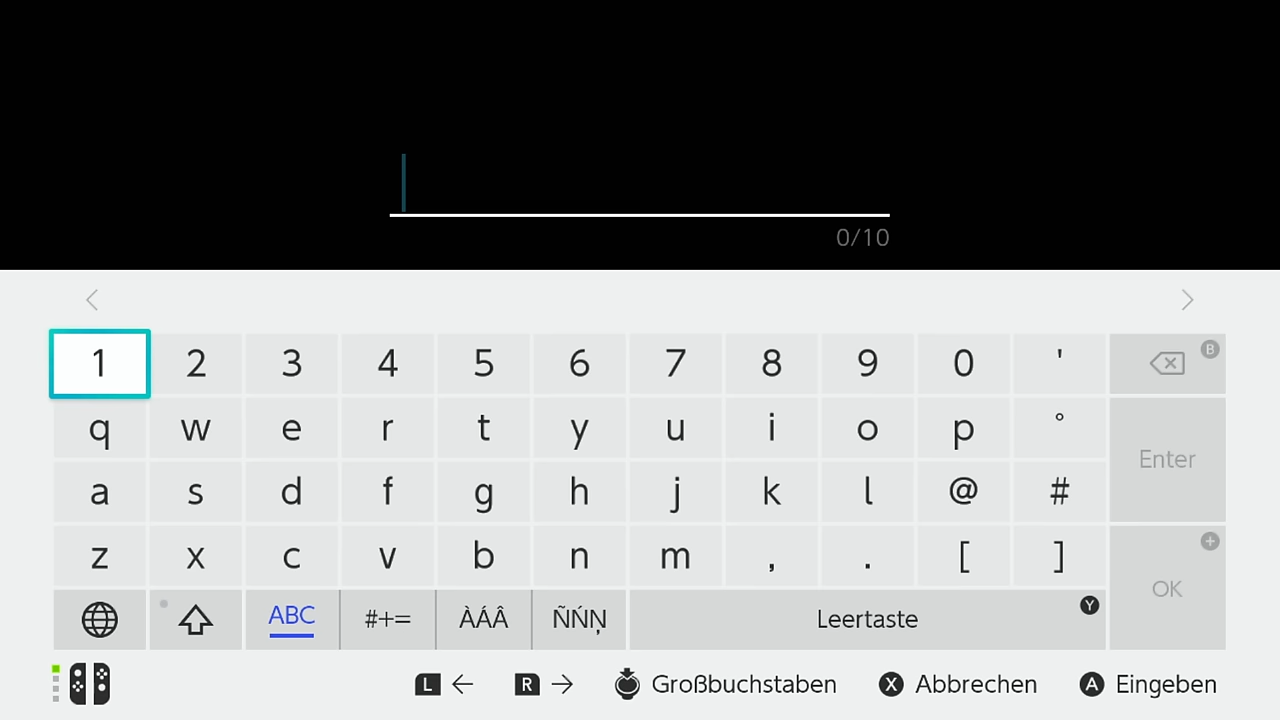 0/10
1 2 3 4 5 6 7 8 9 0 '
B
q w e r t y u i o p °
Enter
a s d f g h j k l @ #
z x c v b n m , . [ ]
OK
ABC #+= ÀÁÂ ÑŃŅ Leertaste Y
L ← R → Großbuchstaben X Abbrechen A Eingeben